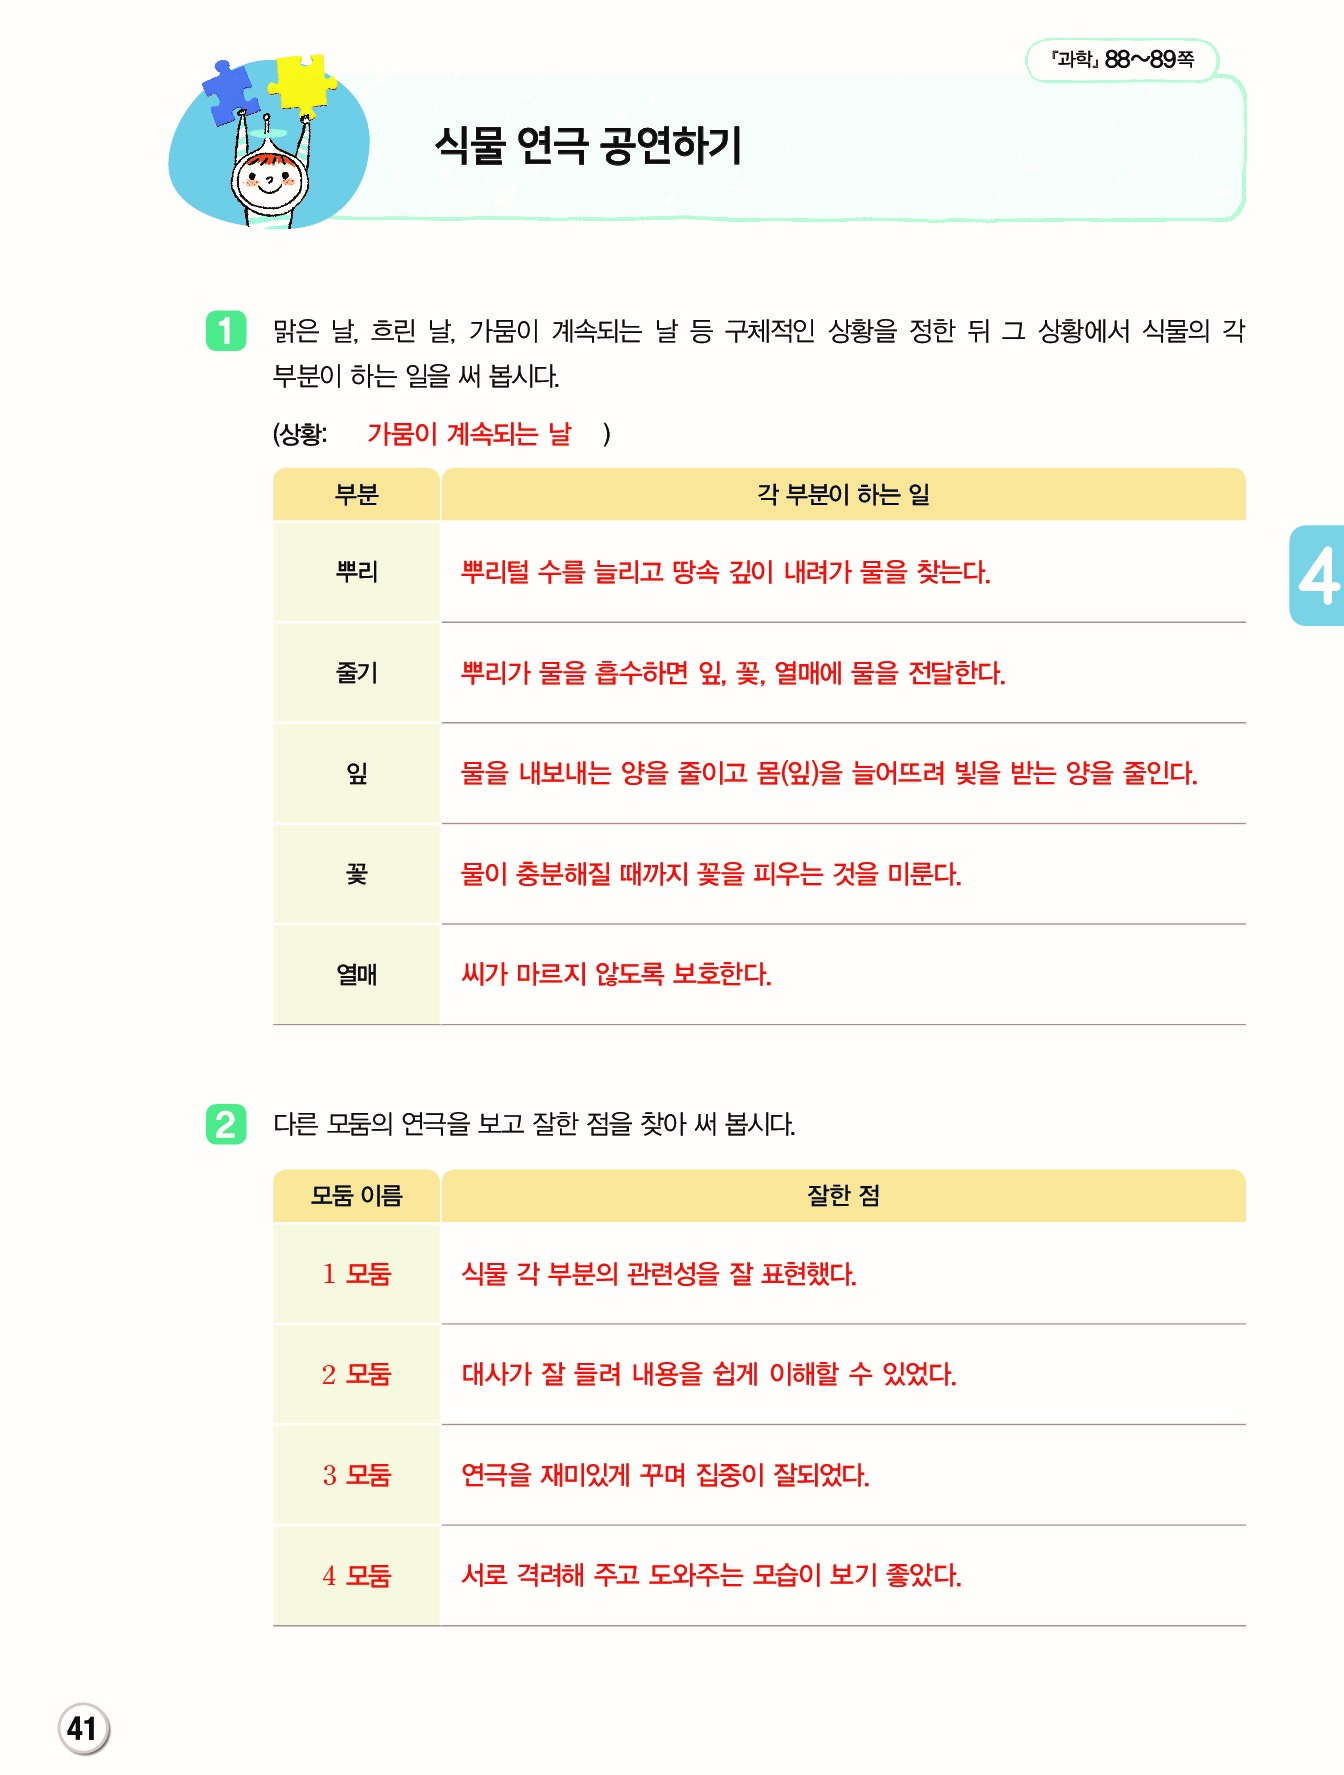 『과학』 88~89쪽
식물 연극 공연하기
1 맑은 날, 흐린 날, 가뭄이 계속되는 날 등 구체적인 상황을 정한 뒤 그 상황에서 식물의 각
부분이 하는 일을 써 봅시다.
(상황: 가뭄이 계속되는 날 )
부분 각 부분이 하는 일
뿌리 뿌리털 수를 늘리고 땅속 깊이 내려가 물을 찾는다.
4
줄기 뿌리가 물을 흡수하면 잎, 꽃, 열매에 물을 전달한다.
잎 물을 내보내는 양을 줄이고 몸(잎)을 늘어뜨려 빛을 받는 양을 줄인다.
꽃 물이 충분해질 때까지 꽃을 피우는 것을 미룬다.
열매 씨가 마르지 않도록 보호한다.
2 다른 모둠의 연극을 보고 잘한 점을 찾아 써 봅시다.
모둠 이름 잘한 점
1 모둠 식물 각 부분의 관련성을 잘 표현했다.
2 모둠 대사가 잘 들려 내용을 쉽게 이해할 수 있었다.
3 모둠 연극을 재미있게 꾸며 집중이 잘되었다.
4 모둠 서로 격려해 주고 도와주는 모습이 보기 좋았다.
41